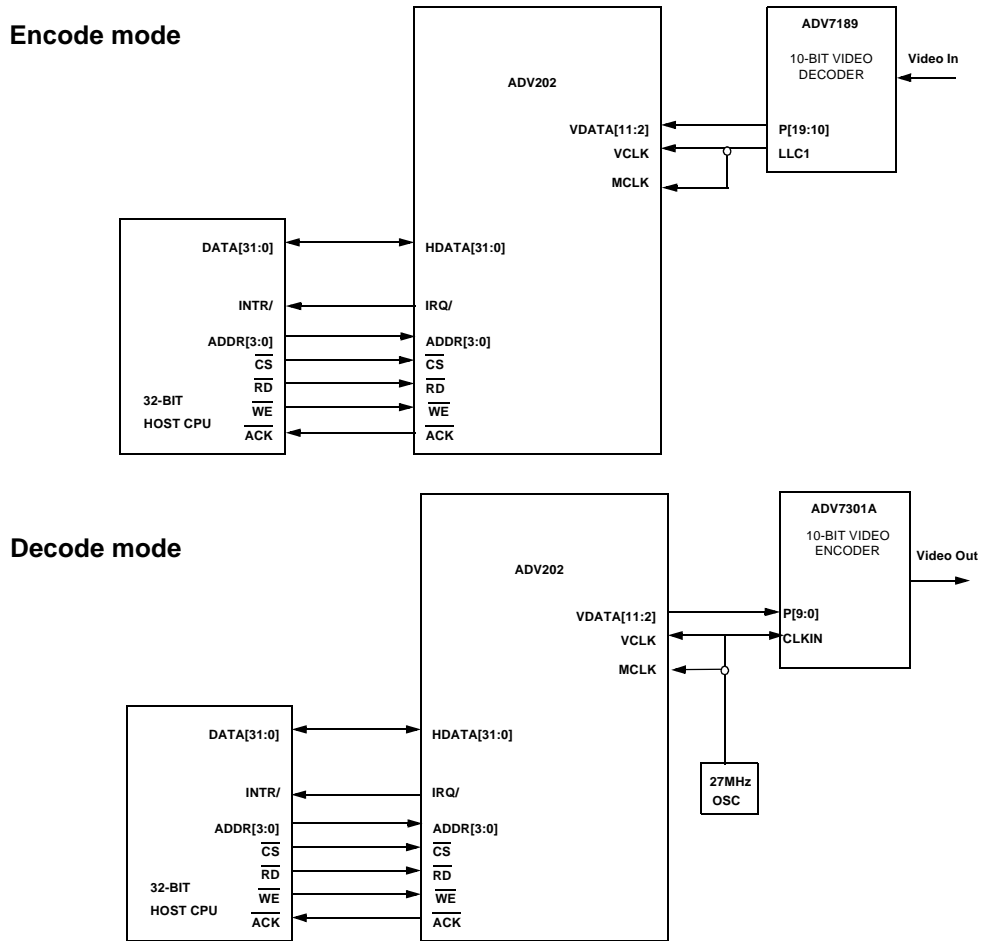 Encode mode
ADV202
VDATA[11:2]
VCLK
MCLK
HDATA[31:0]
IRQ/
ADDR[3:0]
CS
RD
WE
ACK
ADV7189
10-BIT VIDEO
DECODER
P[19:10]
LLC1
Video In
DATA[31:0]
INTR/
ADDR[3:0]
CS
RD
WE
ACK
32-BIT
HOST CPU
Decode mode
ADV202
VDATA[11:2]
VCLK
MCLK
HDATA[31:0]
IRQ/
ADDR[3:0]
CS
RD
WE
ACK
ADV7301A
10-BIT VIDEO
ENCODER
P[9:0]
CLKIN
Video Out
27MHz
OSC
DATA[31:0]
INTR/
ADDR[3:0]
CS
RD
WE
ACK
32-BIT
HOST CPU